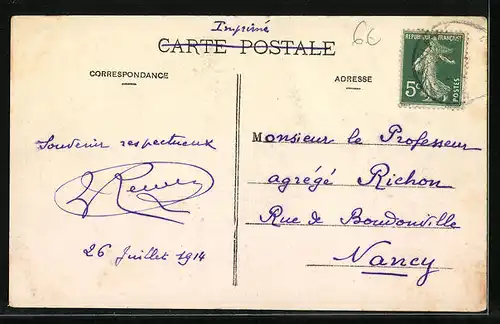 Imprimé
6€
CARTE POSTALE
CORRESPONDANCE
ADRESSE
REPUBLIQUE FRANÇAISE
5c
POSTES
Souvenir respectueux
26 Juillet 1914
Monsieur le Professeur
agrégé Richon
Rue de Boudonville
Nancy